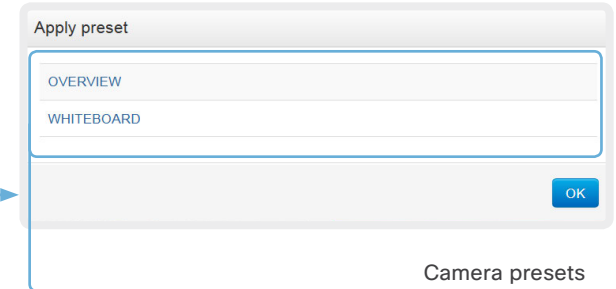 Apply preset
OVERVIEW
WHITEBOARD
OK
Camera presets